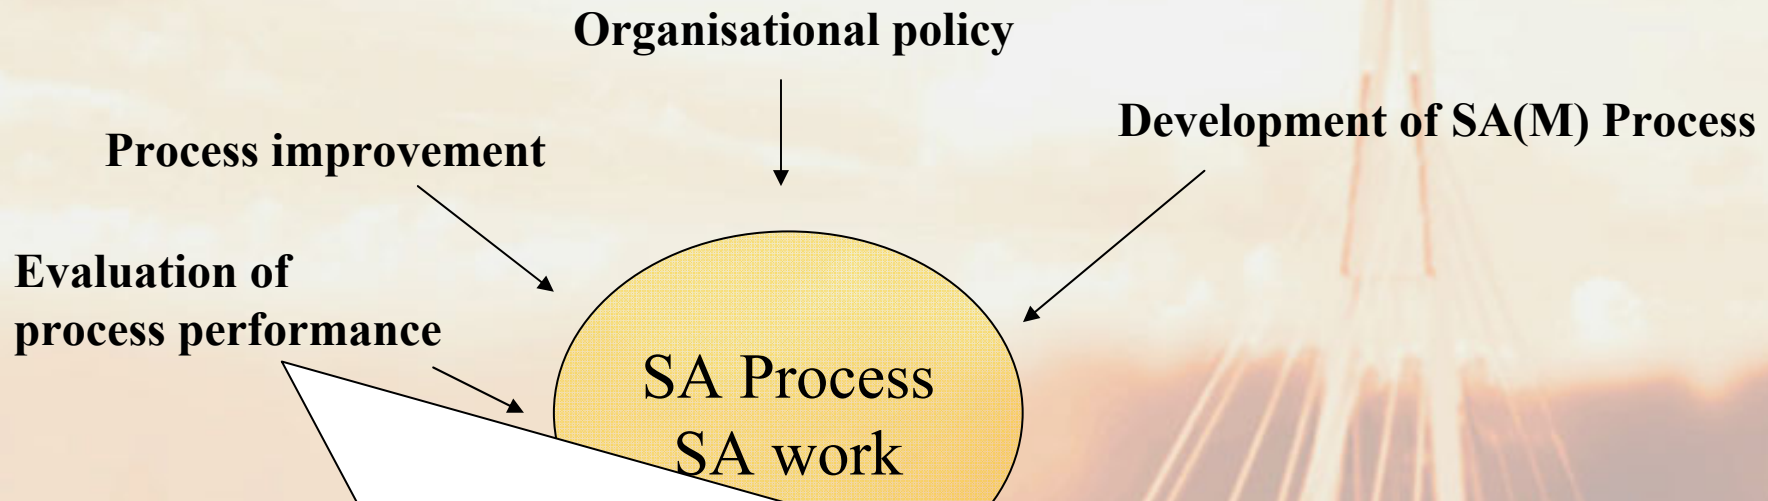 Organisational policy
Development of SA(M) Process
Process improvement
Evaluation of
process performance
SA Process
SA work